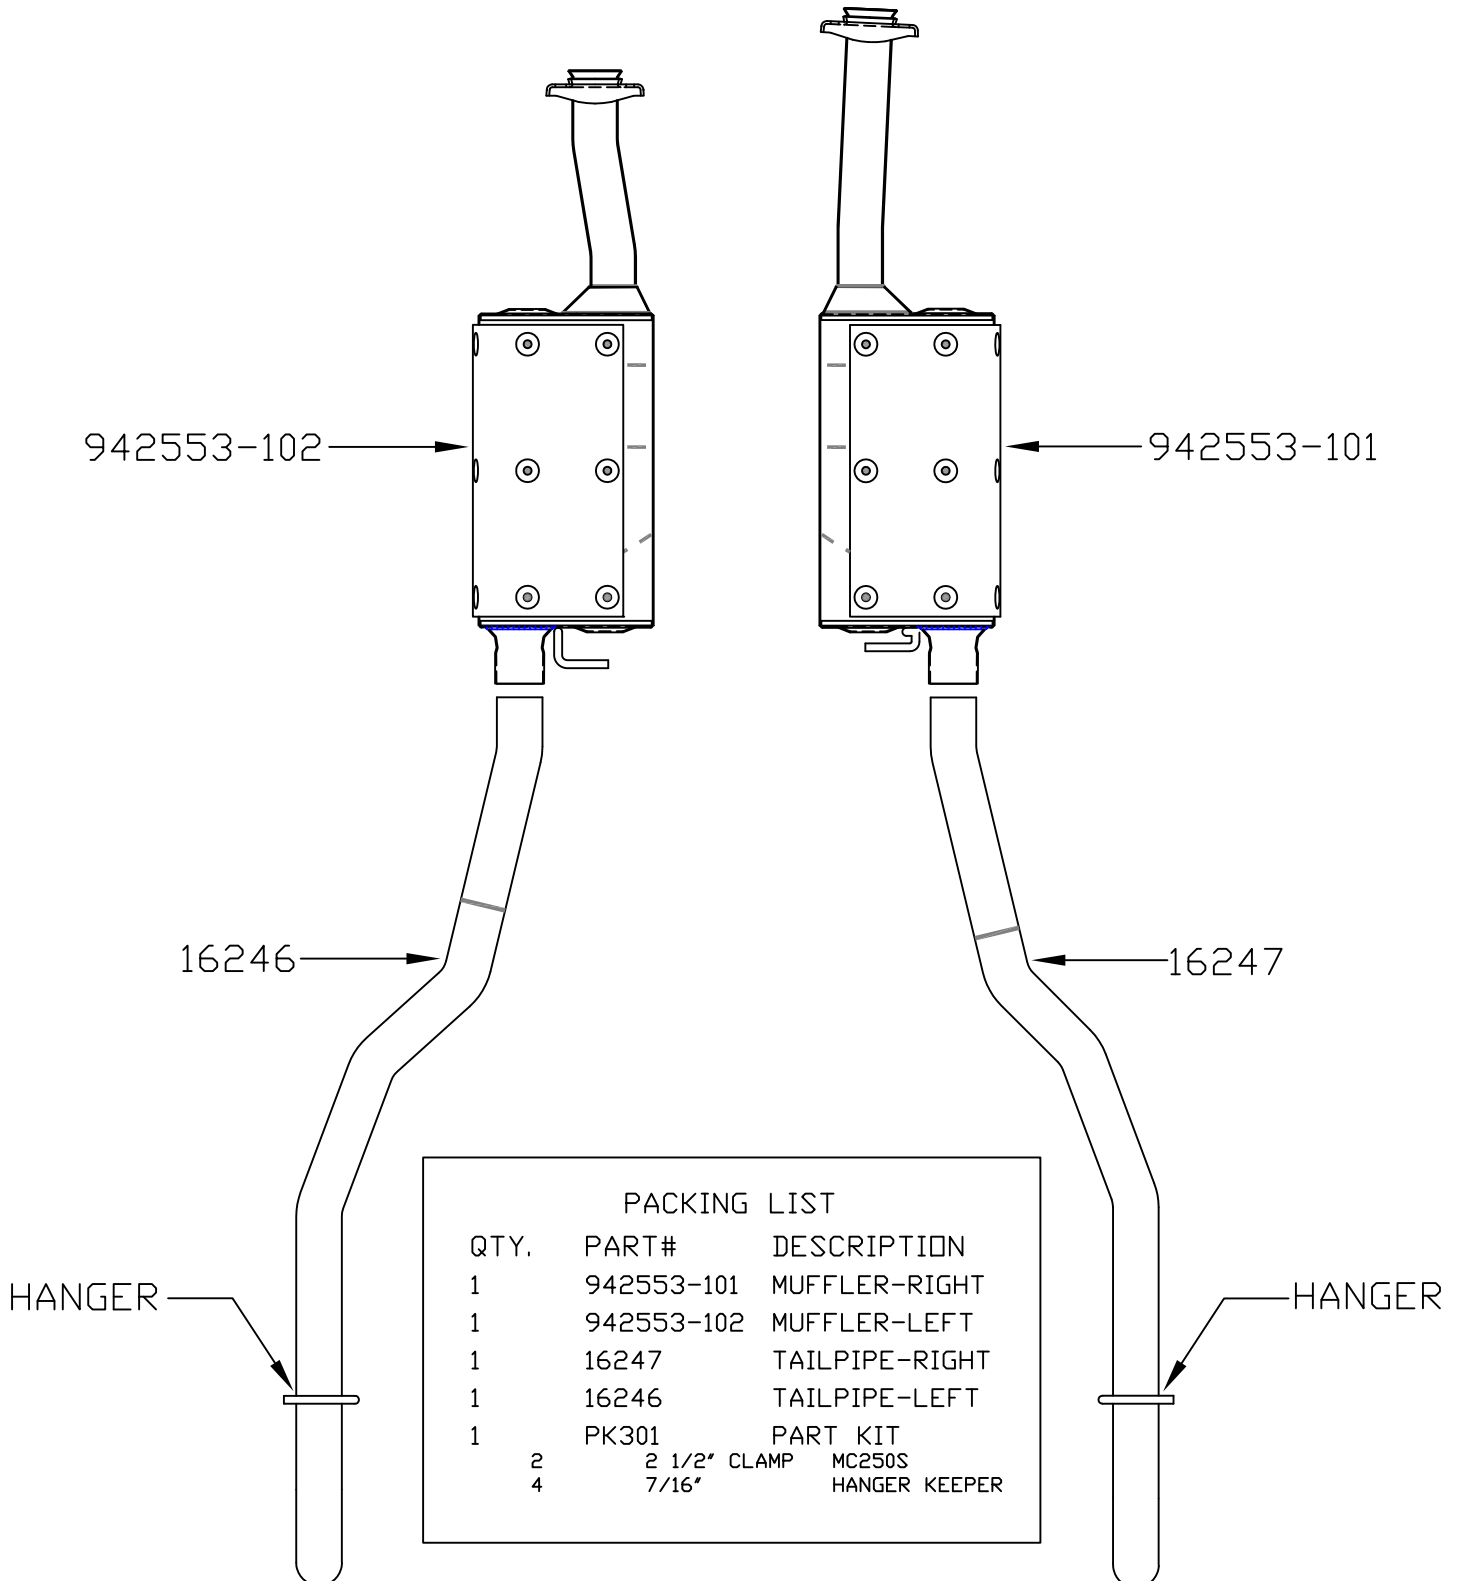 942553-102
942553-101
16246
16247
HANGER
HANGER
PACKING LIST
QTY. PART# DESCRIPTION
1 942553-101 MUFFLER-RIGHT
1 942553-102 MUFFLER-LEFT
1 16247 TAILPIPE-RIGHT
1 16246 TAILPIPE-LEFT
1 PK301 PART KIT
2 2 1/2" CLAMP MC250S
4 7/16" HANGER KEEPER